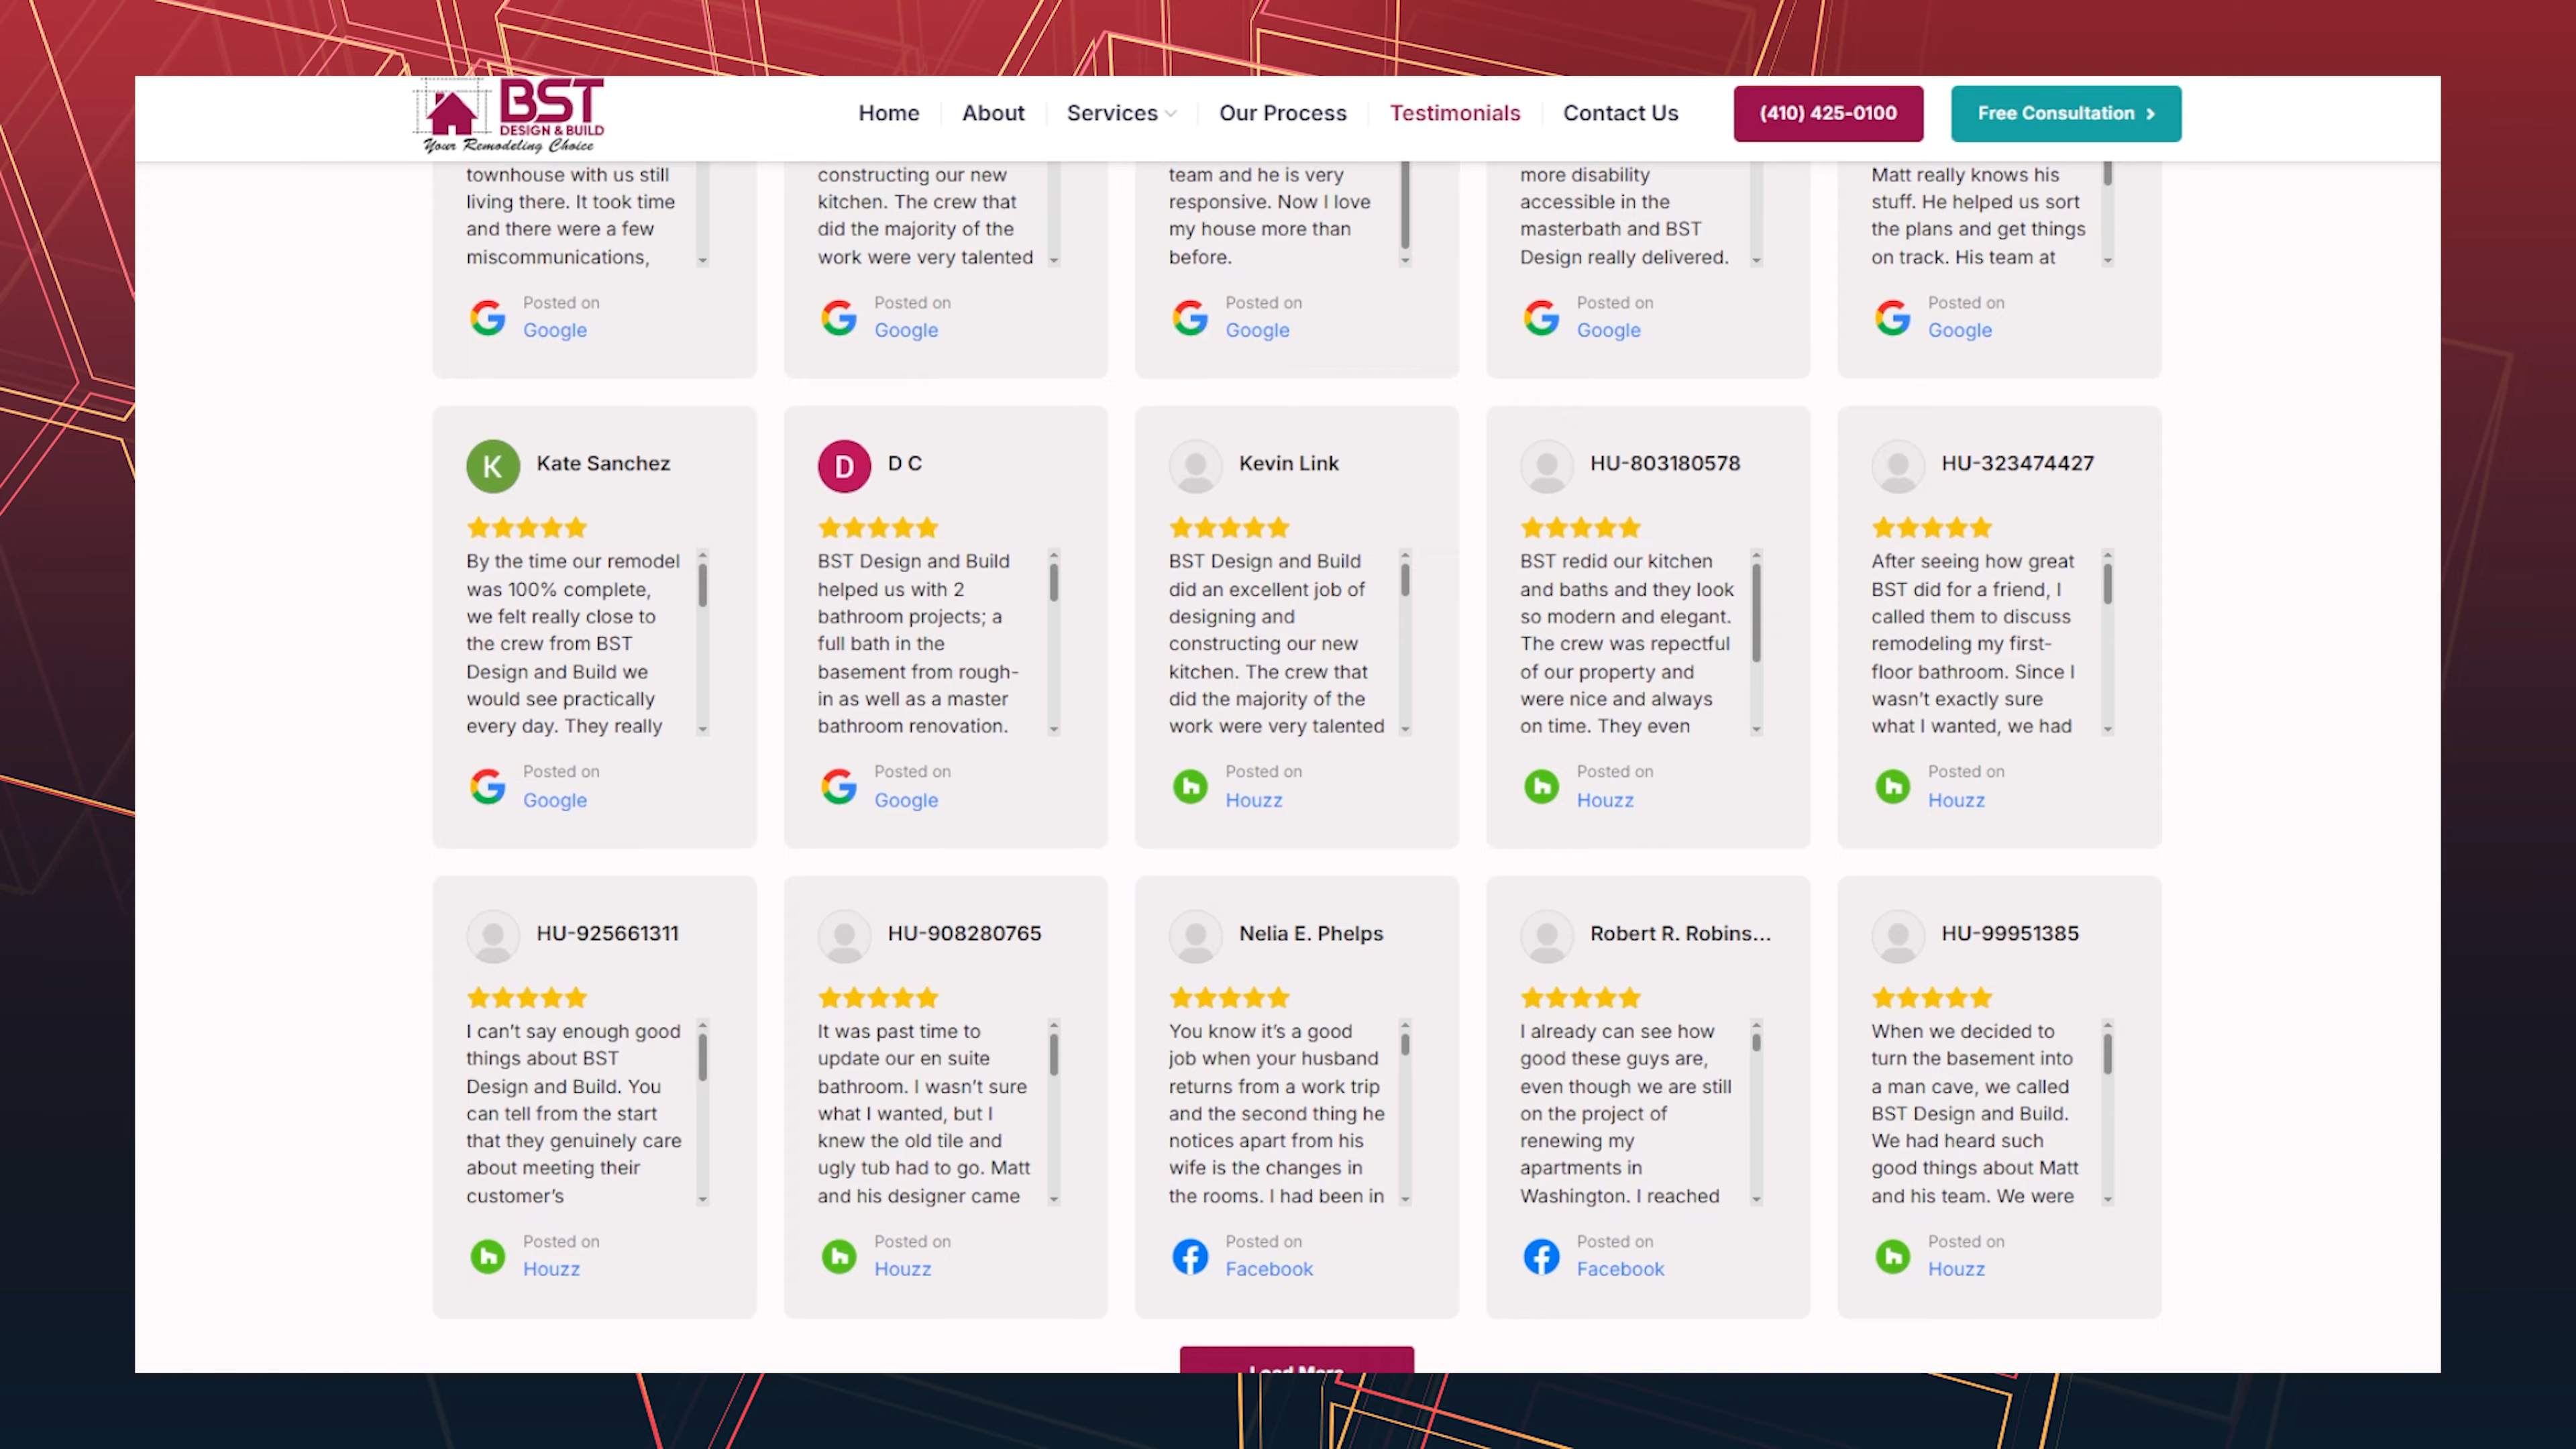 BST
DESIGN & BUILD
Your Remodeling Choice
Home
About
Services
Our Process
Testimonials
Contact Us
(410) 425-0100
Free Consultation
townhouse with us still
living there. It took time
and there were a few
miscommunications,
Posted on
Google
constructing our new
kitchen. The crew that
did the majority of the
work were very talented
Posted on
Google
team and he is very
responsive. Now I love
my house more than
before.
Posted on
Google
more disability
accessible in the
masterbath and BST
Design really delivered.
Posted on
Google
Matt really knows his
stuff. He helped us sort
the plans and get things
on track. His team at
Posted on
Google
K
Kate Sanchez
By the time our remodel
was 100% complete,
we felt really close to
the crew from BST
Design and Build we
would see practically
every day. They really
Posted on
Google
D
D C
BST Design and Build
helped us with 2
bathroom projects; a
full bath in the
basement from rough-
in as well as a master
bathroom renovation.
Posted on
Google
Kevin Link
BST Design and Build
did an excellent job of
designing and
constructing our new
kitchen. The crew that
did the majority of the
work were very talented
Posted on
Houzz
HU-803180578
BST redid our kitchen
and baths and they look
so modern and elegant.
The crew was repectful
of our property and
were nice and always
on time. They even
Posted on
Houzz
HU-323474427
After seeing how great
BST did for a friend, I
called them to discuss
remodeling my first-
floor bathroom. Since I
wasn't exactly sure
what I wanted, we had
Posted on
Houzz
HU-925661311
I can't say enough good
things about BST
Design and Build. You
can tell from the start
that they genuinely care
about meeting their
customer's
Posted on
Houzz
HU-908280765
It was past time to
update our en suite
bathroom. I wasn't sure
what I wanted, but I
knew the old tile and
ugly tub had to go. Matt
and his designer came
Posted on
Houzz
Nelia E. Phelps
You know it's a good
job when your husband
returns from a work trip
and the second thing he
notices apart from his
wife is the changes in
the rooms. I had been in
Posted on
Facebook
Robert R. Robins...
I already can see how
good these guys are,
even though we are still
on the project of
renewing my
apartments in
Washington. I reached
Posted on
Facebook
HU-99951385
When we decided to
turn the basement into
a man cave, we called
BST Design and Build.
We had heard such
good things about Matt
and his team. We were
Posted on
Houzz
Load More